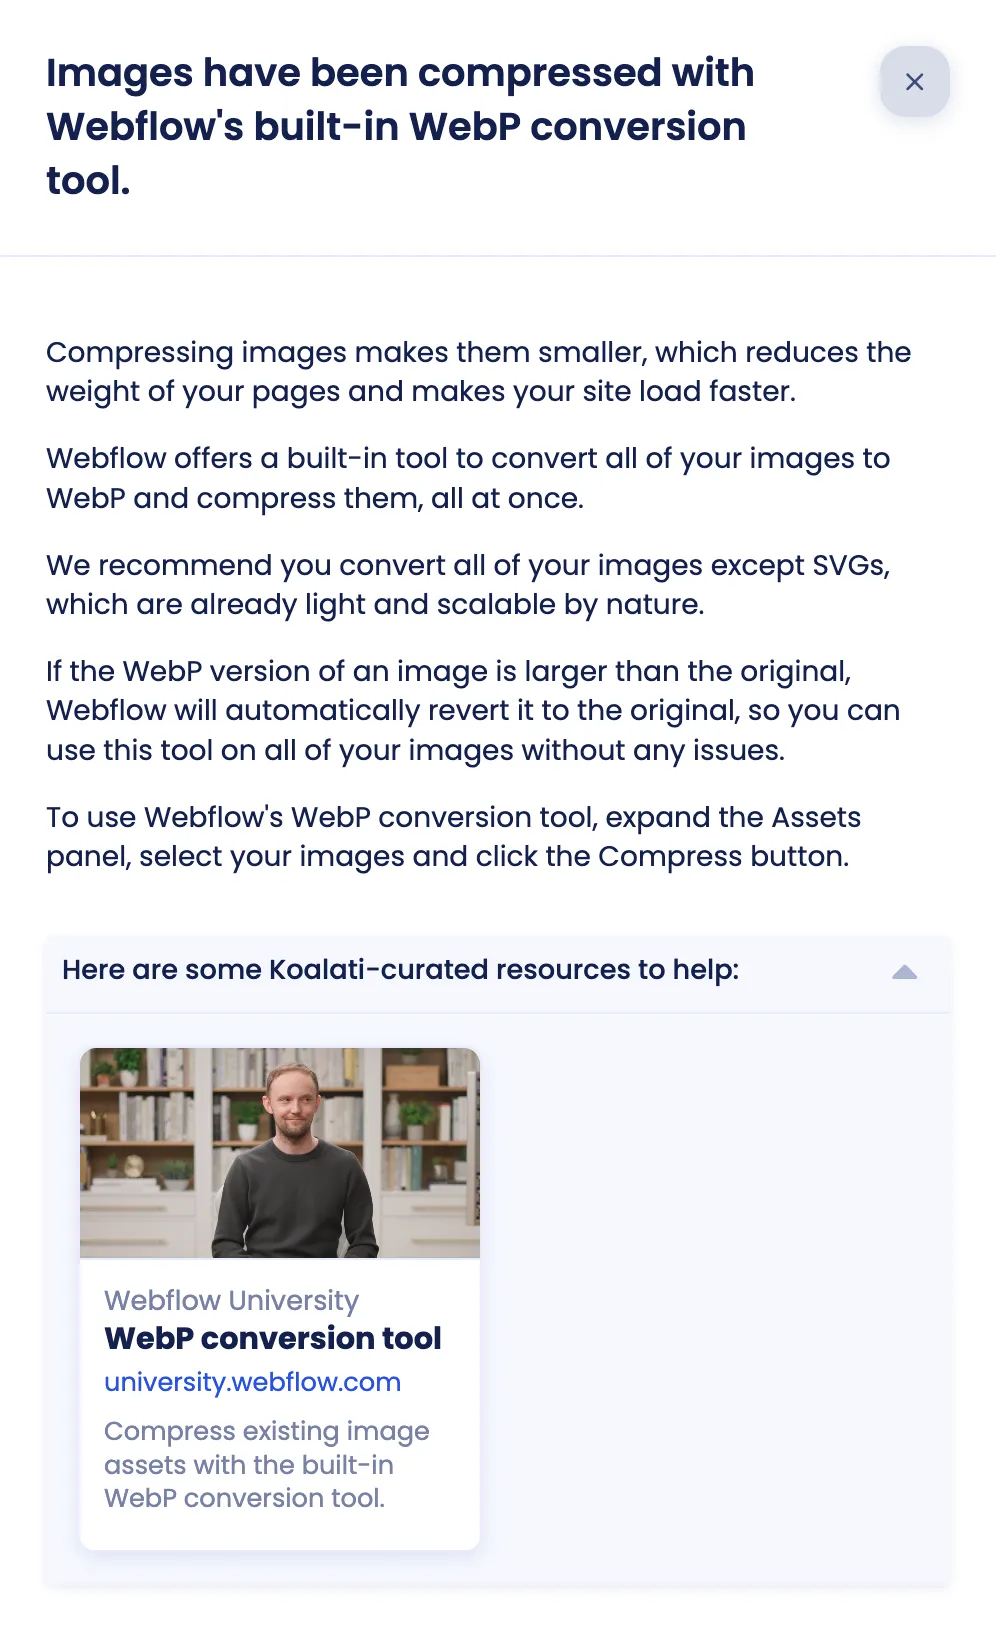 Images have been compressed with
Webflow's built-in WebP conversion
tool.
Compressing images makes them smaller, which reduces the
weight of your pages and makes your site load faster.
Webflow offers a built-in tool to convert all of your images to
WebP and compress them, all at once.
We recommend you convert all of your images except SVGs,
which are already light and scalable by nature.
If the WebP version of an image is larger than the original,
Webflow will automatically revert it to the original, so you can
use this tool on all of your images without any issues.
To use Webflow's WebP conversion tool, expand the Assets
panel, select your images and click the Compress button.
Here are some Koalati-curated resources to help:
Webflow University
WebP conversion tool
university.webflow.com
Compress existing image
assets with the built-in
WebP conversion tool.